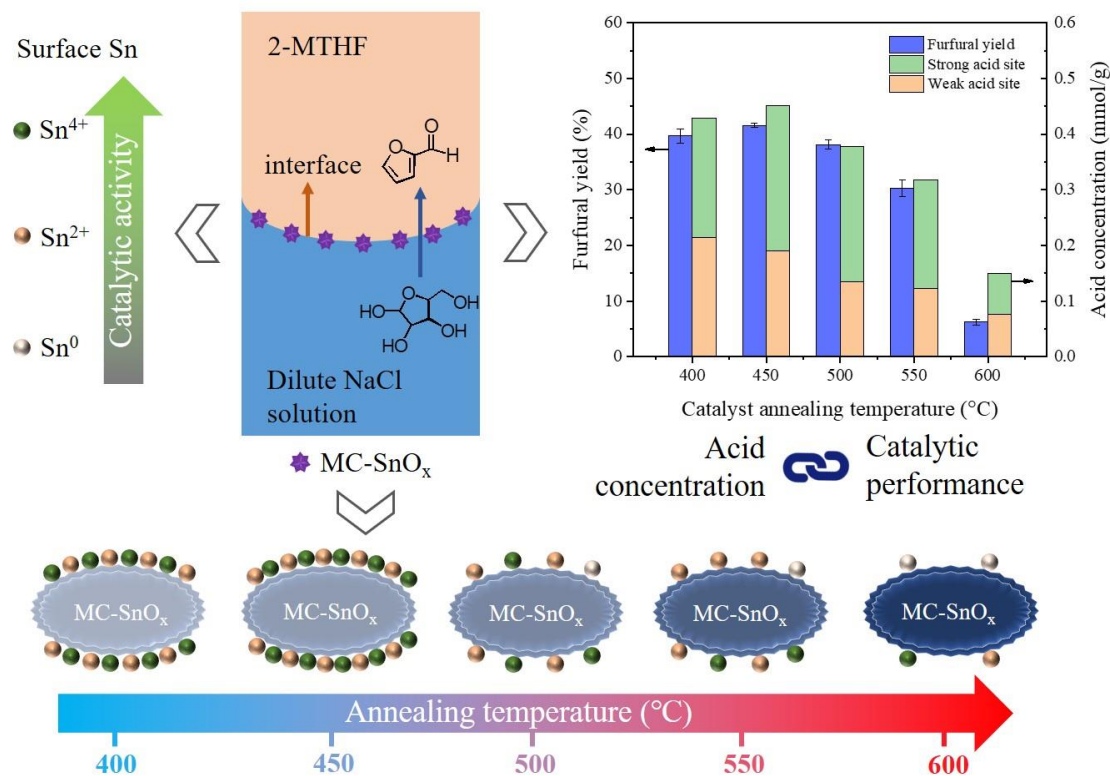 Surface Sn
Sn⁴⁺
Sn²⁺
Sn⁰
Catalytic activity
2-MTHF
interface
O
H
O
O
OH
HO
HO
OH
Dilute NaCl
solution
MC-SnOₓ
60
50
40
30
20
10
0
Furfural yield (%)
Furfural yield
Strong acid site
Weak acid site
0.6
0.5
0.4
0.3
0.2
0.1
0.0
Acid concentration (mmol/g)
400
450
500
550
600
Catalyst annealing temperature (°C)
Acid
concentration
Catalytic
performance
MC-SnOₓ
MC-SnOₓ
MC-SnOₓ
MC-SnOₓ
MC-SnOₓ
Annealing temperature (℃)
400
450
500
550
600